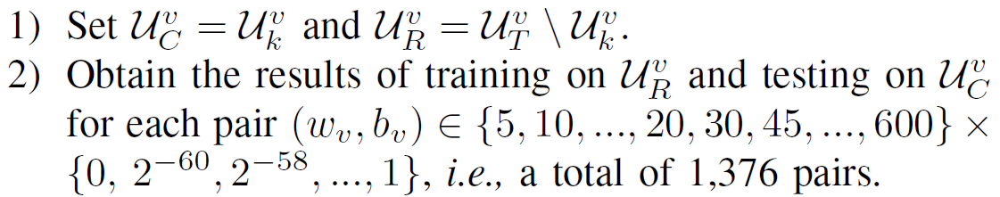 1) Set $\mathcal{U}_C^v = \mathcal{U}_k^v$ and $\mathcal{U}_R^v = \mathcal{U}_T^v \setminus \mathcal{U}_k^v$.
2) Obtain the results of training on $\mathcal{U}_R^v$ and testing on $\mathcal{U}_C^v$
for each pair $(w_v, b_v) \in \{5, 10, ..., 20, 30, 45, ..., 600\} \times$
$\{0, 2^{-60}, 2^{-58}, ..., 1\}$, i.e., a total of 1,376 pairs.